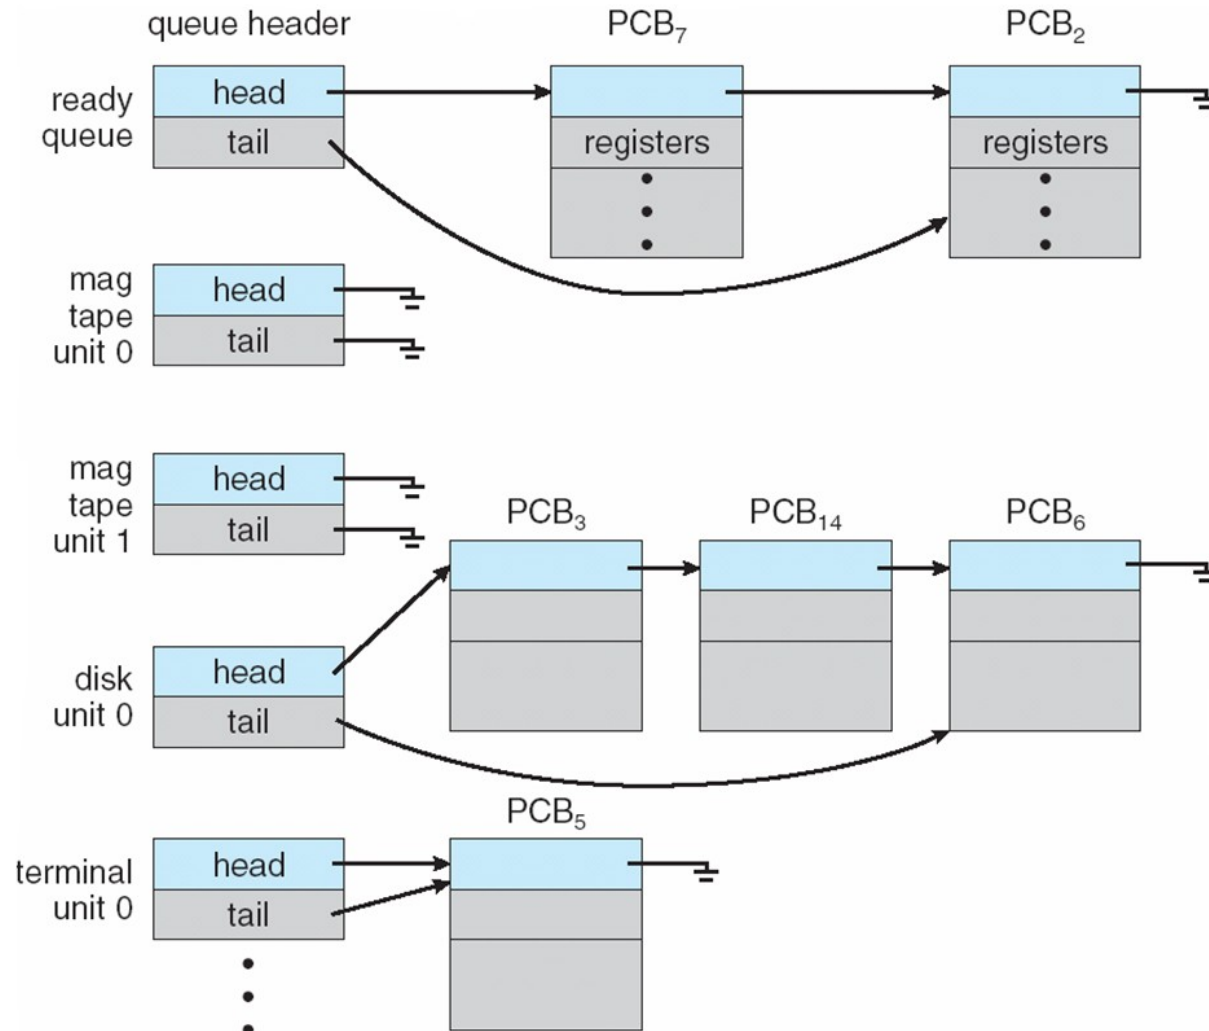 queue header
PCB₇
PCB₂
ready
queue
head
tail
registers
registers
mag
tape
unit 0
head
tail
mag
tape
unit 1
head
tail
PCB₃
PCB₁₄
PCB₆
disk
unit 0
head
tail
PCB₅
terminal
unit 0
head
tail